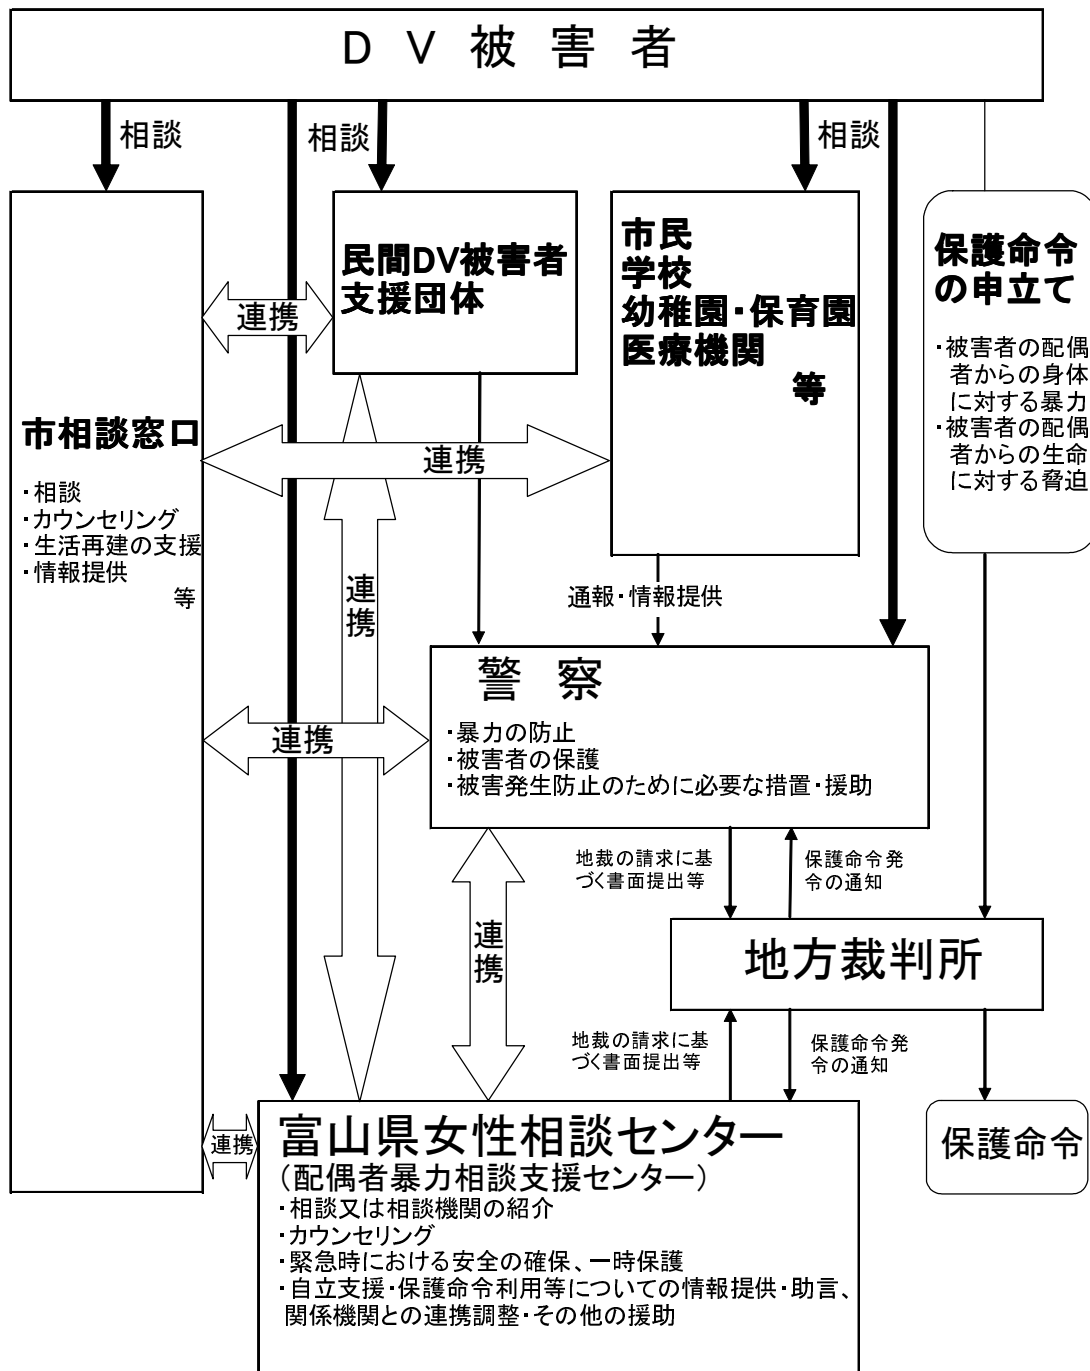 DV被害者
相談
相談
相談
市相談窓口
・相談
・カウンセリング
・生活再建の支援
・情報提供
等
連携
民間DV被害者
支援団体
連携
市民
学校
幼稚園・保育園
医療機関
等
保護命令
の申立て
・被害者の配偶
者からの身体
に対する暴力
・被害者の配偶
者からの生命
に対する脅迫
連携
通報・情報提供
連携
警察
・暴力の防止
・被害者の保護
・被害発生防止のために必要な措置・援助
地裁の請求に基
づく書面提出等
保護命令発
令の通知
連携
地方裁判所
地裁の請求に基
づく書面提出等
保護命令発
令の通知
連携
富山県女性相談センター
(配偶者暴力相談支援センター)
・相談又は相談機関の紹介
・カウンセリング
・緊急時における安全の確保、一時保護
・自立支援・保護命令利用等についての情報提供・助言、
関係機関との連携調整・その他の援助
保護命令